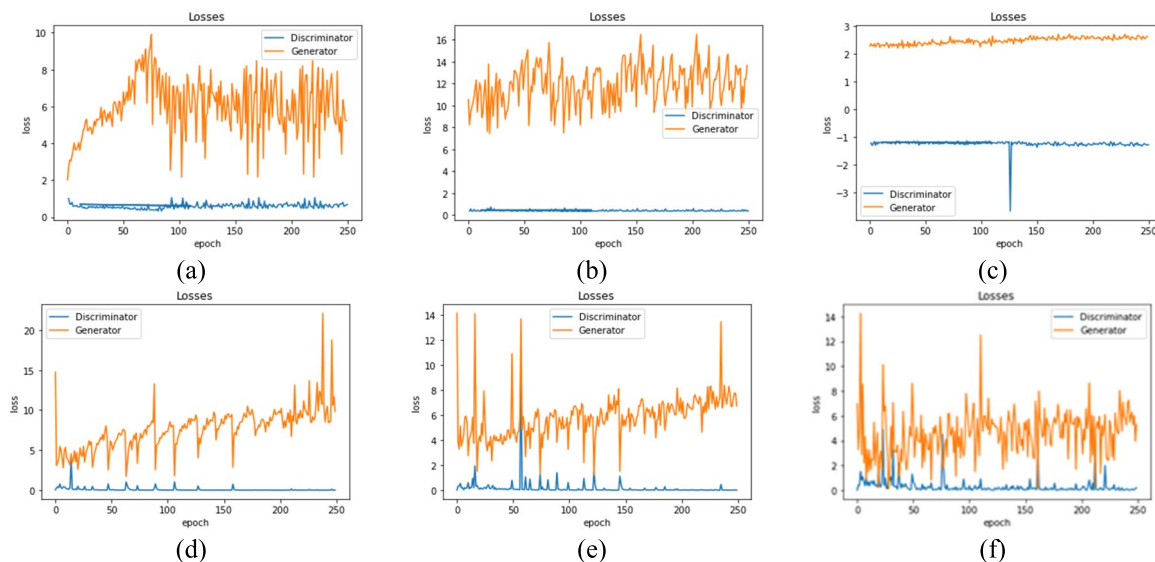 Losses
10
8
6
4
2
0
loss
Discriminator
Generator
0 50 100 150 200 250
epoch
(a)
Losses
16
14
12
10
8
6
4
2
0
loss
Discriminator
Generator
0 50 100 150 200 250
epoch
(b)
Losses
3
2
1
0
−1
−2
−3
loss
Discriminator
Generator
0 50 100 150 200 250
epoch
(c)
Losses
20
15
10
5
0
loss
Discriminator
Generator
0 50 100 150 200 250
epoch
(d)
Losses
14
12
10
8
6
4
2
0
loss
Discriminator
Generator
0 50 100 150 200 250
epoch
(e)
Losses
14
12
10
8
6
4
2
0
loss
Discriminator
Generator
0 50 100 150 200 250
epoch
(f)